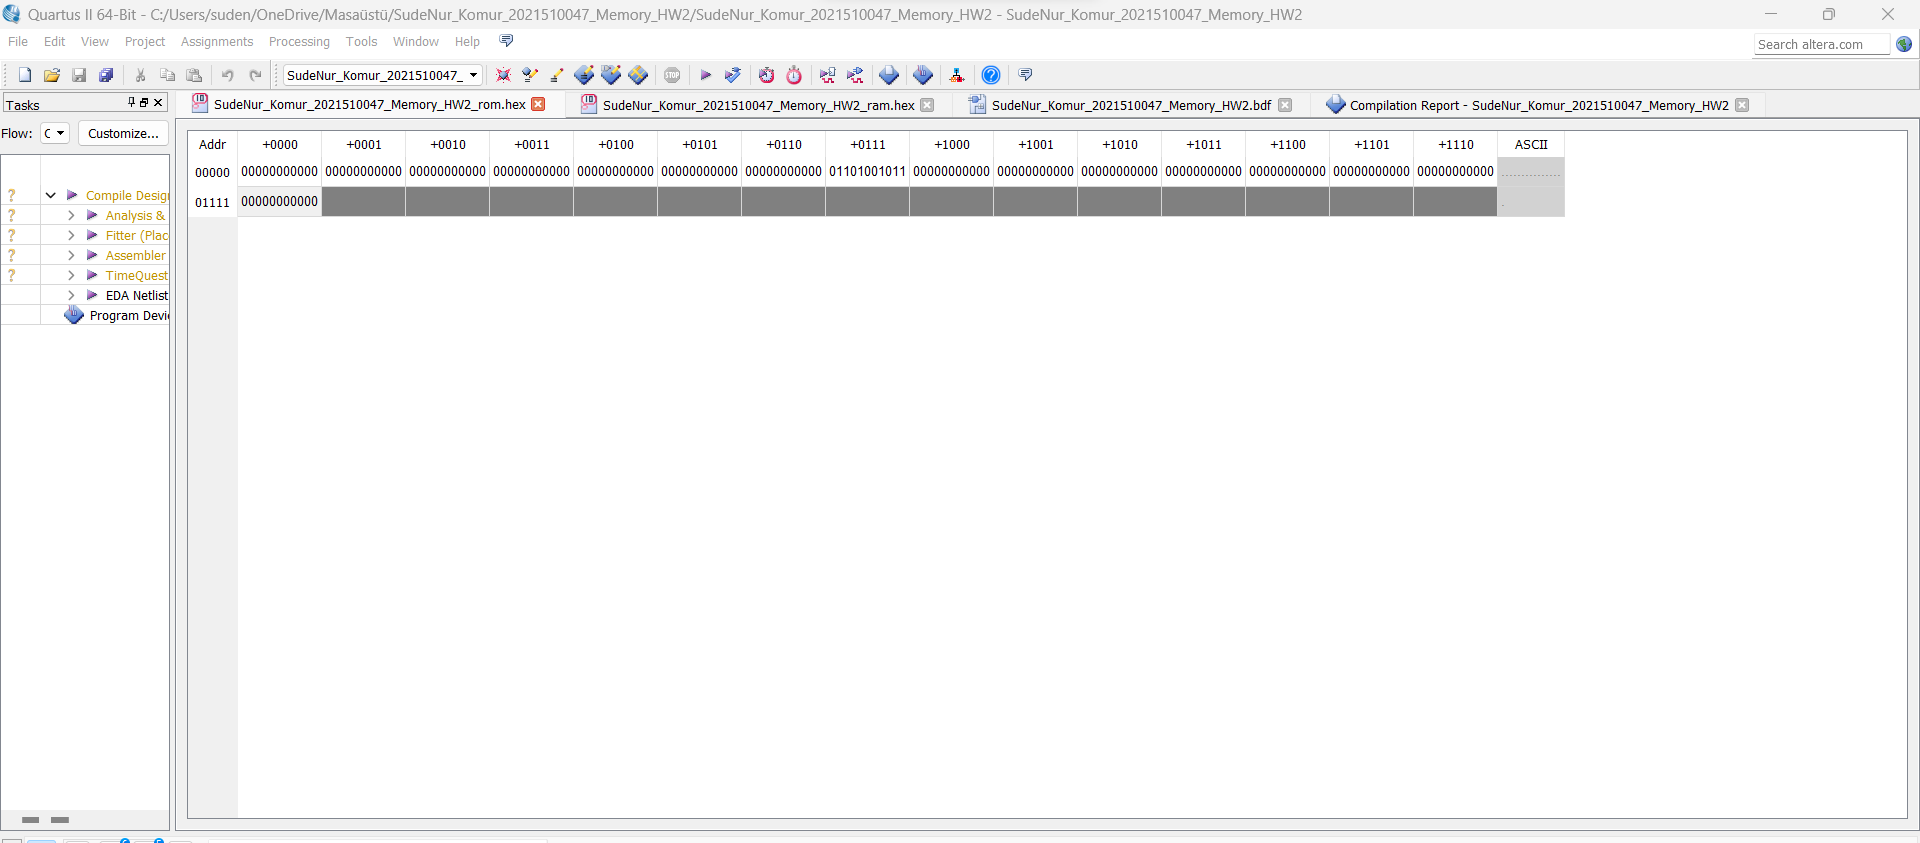 Quartus II 64-Bit - C:/Users/suden/OneDrive/Masaüstü/SudeNur_Komur_2021510047_Memory_HW2/SudeNur_Komur_2021510047_Memory_HW2 - SudeNur_Komur_2021510047_Memory_HW2
File Edit View Project Assignments Processing Tools Window Help
Search altera.com
SudeNur_Komur_2021510047_
STOP
Tasks
SudeNur_Komur_2021510047_Memory_HW2_rom.hex SudeNur_Komur_2021510047_Memory_HW2_ram.hex SudeNur_Komur_2021510047_Memory_HW2.bdf Compilation Report - SudeNur_Komur_2021510047_Memory_HW2
Flow: C Customize...
Compile Desig
Analysis &
Fitter (Plac
Assembler
TimeQuest
EDA Netlist
Program Devi
Addr +0000 +0001 +0010 +0011 +0100 +0101 +0110 +0111 +1000 +1001 +1010 +1011 +1100 +1101 +1110 ASCII
00000 00000000000 00000000000 00000000000 00000000000 00000000000 00000000000 00000000000 01101001011 00000000000 00000000000 00000000000 00000000000 00000000000 00000000000 00000000000 ...............
01111 00000000000 .